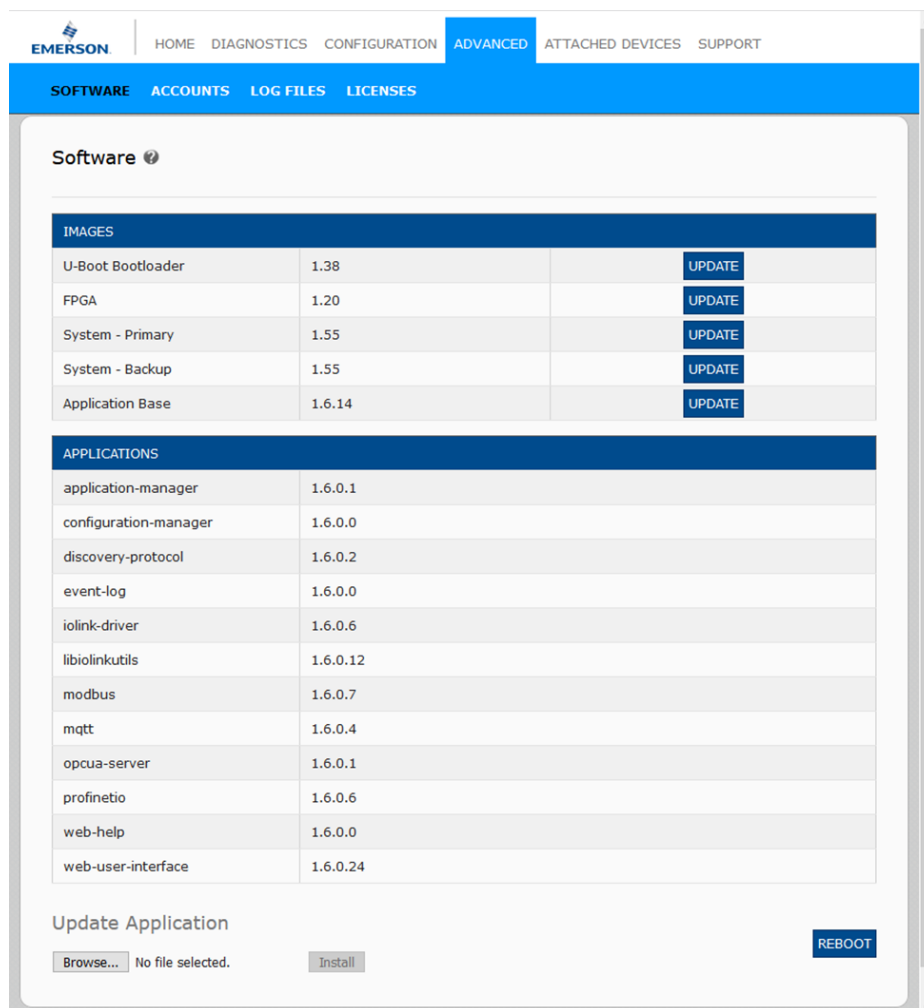 EMERSON. HOME DIAGNOSTICS CONFIGURATION ADVANCED ATTACHED DEVICES SUPPORT
SOFTWARE ACCOUNTS LOG FILES LICENSES
Software ?
IMAGES
U-Boot Bootloader 1.38 UPDATE
FPGA 1.20 UPDATE
System - Primary 1.55 UPDATE
System - Backup 1.55 UPDATE
Application Base 1.6.14 UPDATE
APPLICATIONS
application-manager 1.6.0.1
configuration-manager 1.6.0.0
discovery-protocol 1.6.0.2
event-log 1.6.0.0
iolink-driver 1.6.0.6
libiolinkutils 1.6.0.12
modbus 1.6.0.7
mqtt 1.6.0.4
opcua-server 1.6.0.1
profinetio 1.6.0.6
web-help 1.6.0.0
web-user-interface 1.6.0.24
Update Application
REBOOT
Browse... No file selected. Install